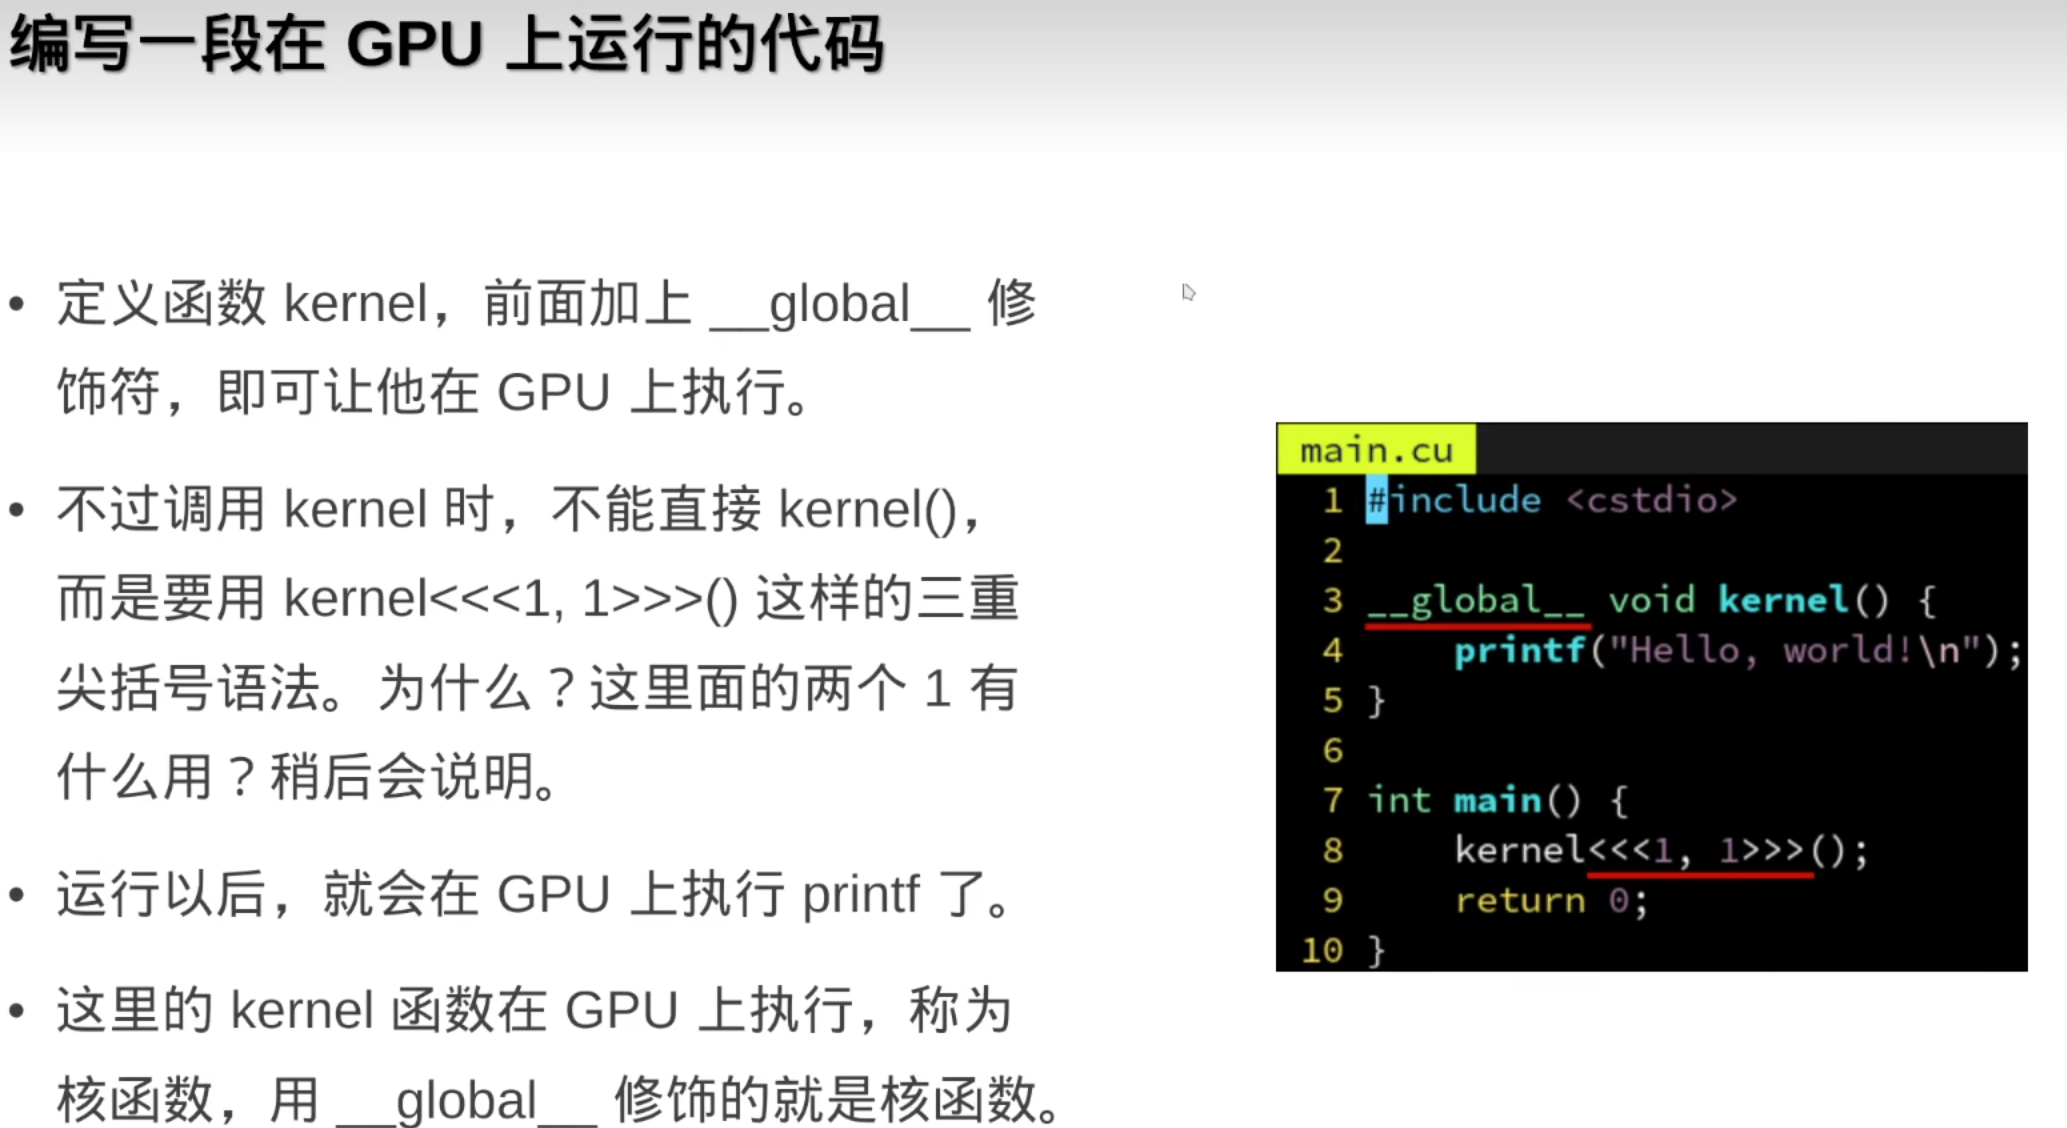 编写一段在 GPU 上运行的代码
• 定义函数 kernel，前面加上 __global__ 修
饰符，即可让他在 GPU 上执行。
• 不过调用 kernel 时，不能直接 kernel()，
而是要用 kernel<<<1, 1>>>() 这样的三重
尖括号语法。为什么？这里面的两个 1 有
什么用？稍后会说明。
• 运行以后，就会在 GPU 上执行 printf 了。
• 这里的 kernel 函数在 GPU 上执行，称为
核函数，用 __global__ 修饰的就是核函数。
main.cu
1 #include <cstdio>
2
3 __global__ void kernel() {
4     printf("Hello, world!\n");
5 }
6
7 int main() {
8     kernel<<<1, 1>>>();
9     return 0;
10 }